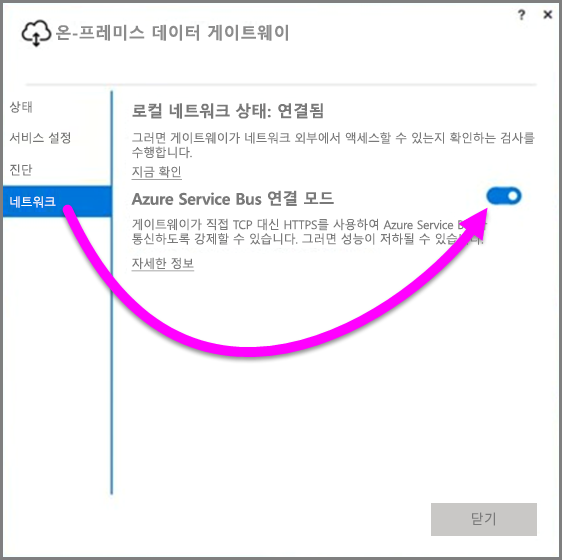 ? ×
온-프레미스 데이터 게이트웨이
상태
서비스 설정
진단
네트워크
로컬 네트워크 상태: 연결됨
그러면 게이트웨이가 네트워크 외부에서 액세스할 수 있는지 확인하는 검사를
수행합니다.
지금 확인
Azure Service Bus 연결 모드
게이트웨이가 직접 TCP 대신 HTTPS를 사용하여 Azure Service
통신하도록 강제할 수 있습니다. 그러면 성능이 저하될 수 있습니다.
자세한 정보
닫기